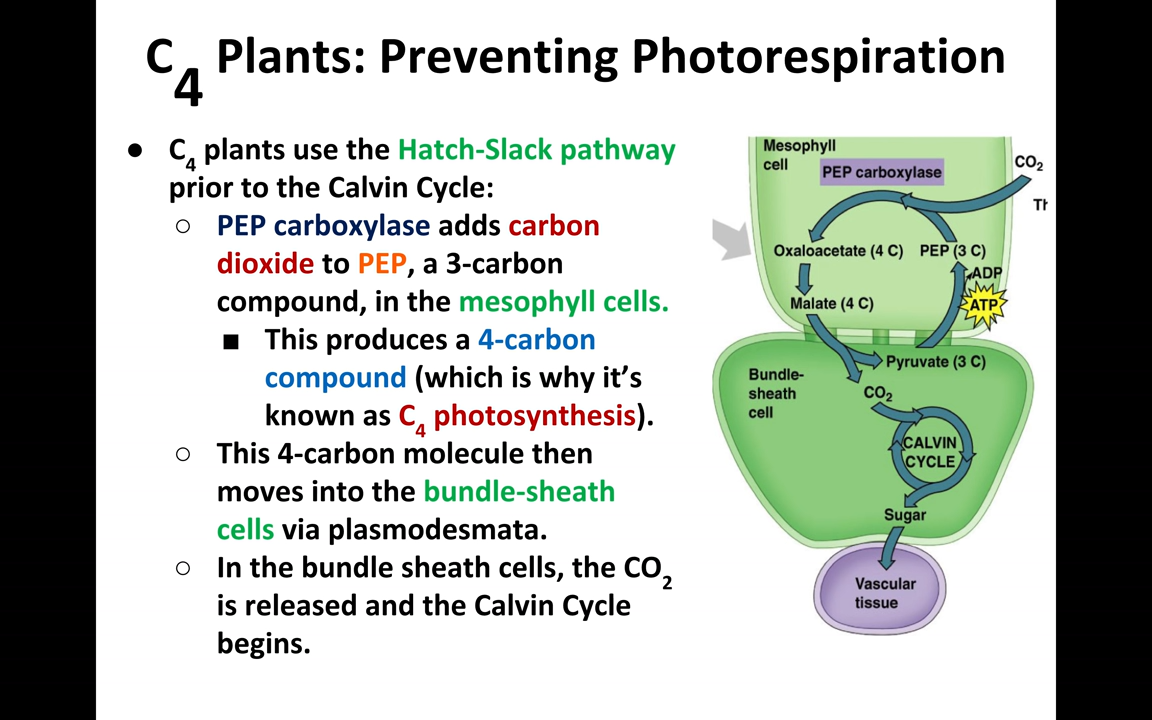 C₄ Plants: Preventing Photorespiration
● C₄ plants use the Hatch-Slack pathway
prior to the Calvin Cycle:
○ PEP carboxylase adds carbon
dioxide to PEP, a 3-carbon
compound, in the mesophyll cells.
■ This produces a 4-carbon
compound (which is why it’s
known as C₄ photosynthesis).
○ This 4-carbon molecule then
moves into the bundle-sheath
cells via plasmodesmata.
○ In the bundle sheath cells, the CO₂
is released and the Calvin Cycle
begins.
Mesophyll
cell
PEP carboxylase
CO₂
Th
Oxaloacetate (4 C)
PEP (3 C)
ADP
Malate (4 C)
ATP
Pyruvate (3 C)
Bundle-
sheath
cell
CO₂
CALVIN
CYCLE
Sugar
Vascular
tissue